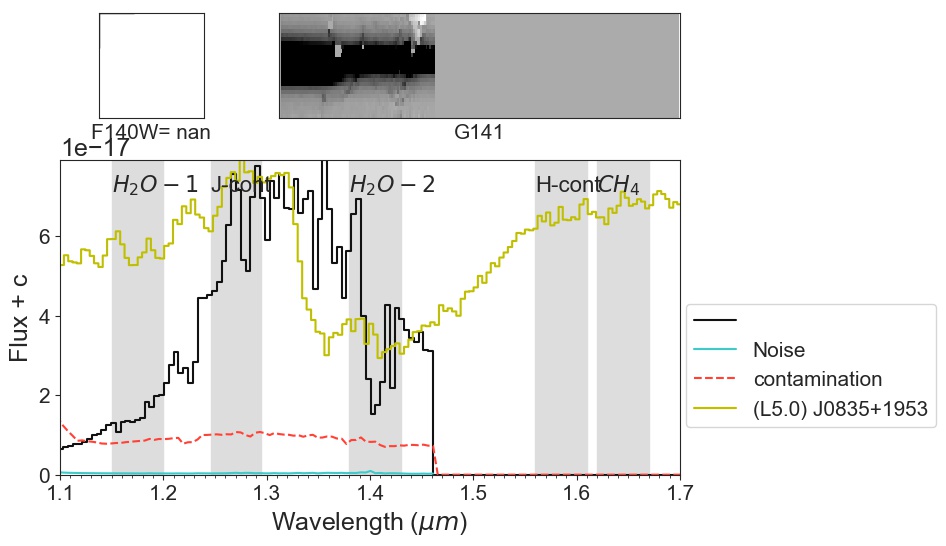 F140W= nan
G141
1e−17
H₂O − 1 J-cont H₂O − 2 H-cont CH₄
6
4
2
0
Flux + c
1.1 1.2 1.3 1.4 1.5 1.6 1.7
Wavelength (μm)
Noise
contamination
(L5.0) J0835+1953